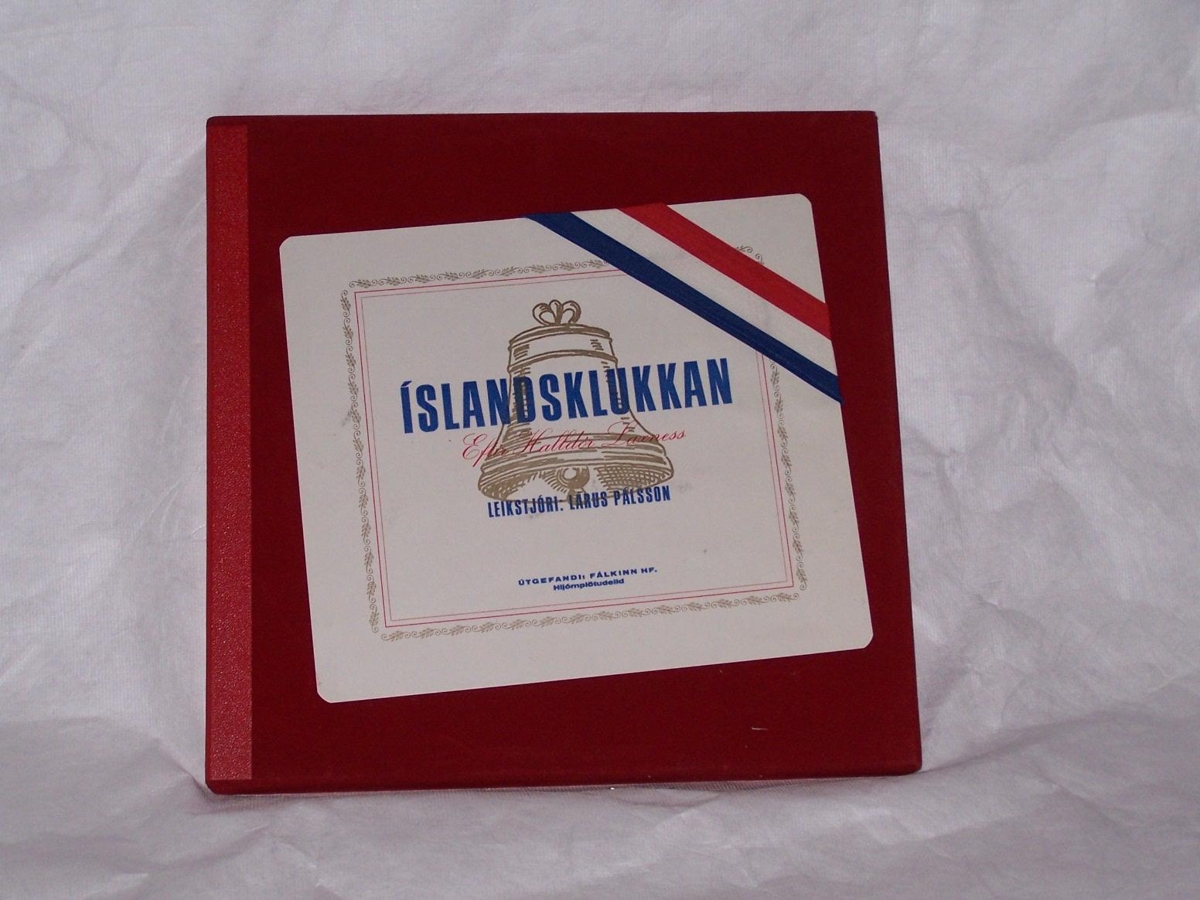 ÍSLANDSKLUKKAN
Eftir Halldór Laxness
LEIKSTJÓRI: LÁRUS PÁLSSON
ÚTGEFANDI: FÁLKINN HF.
Hljómplötudeild